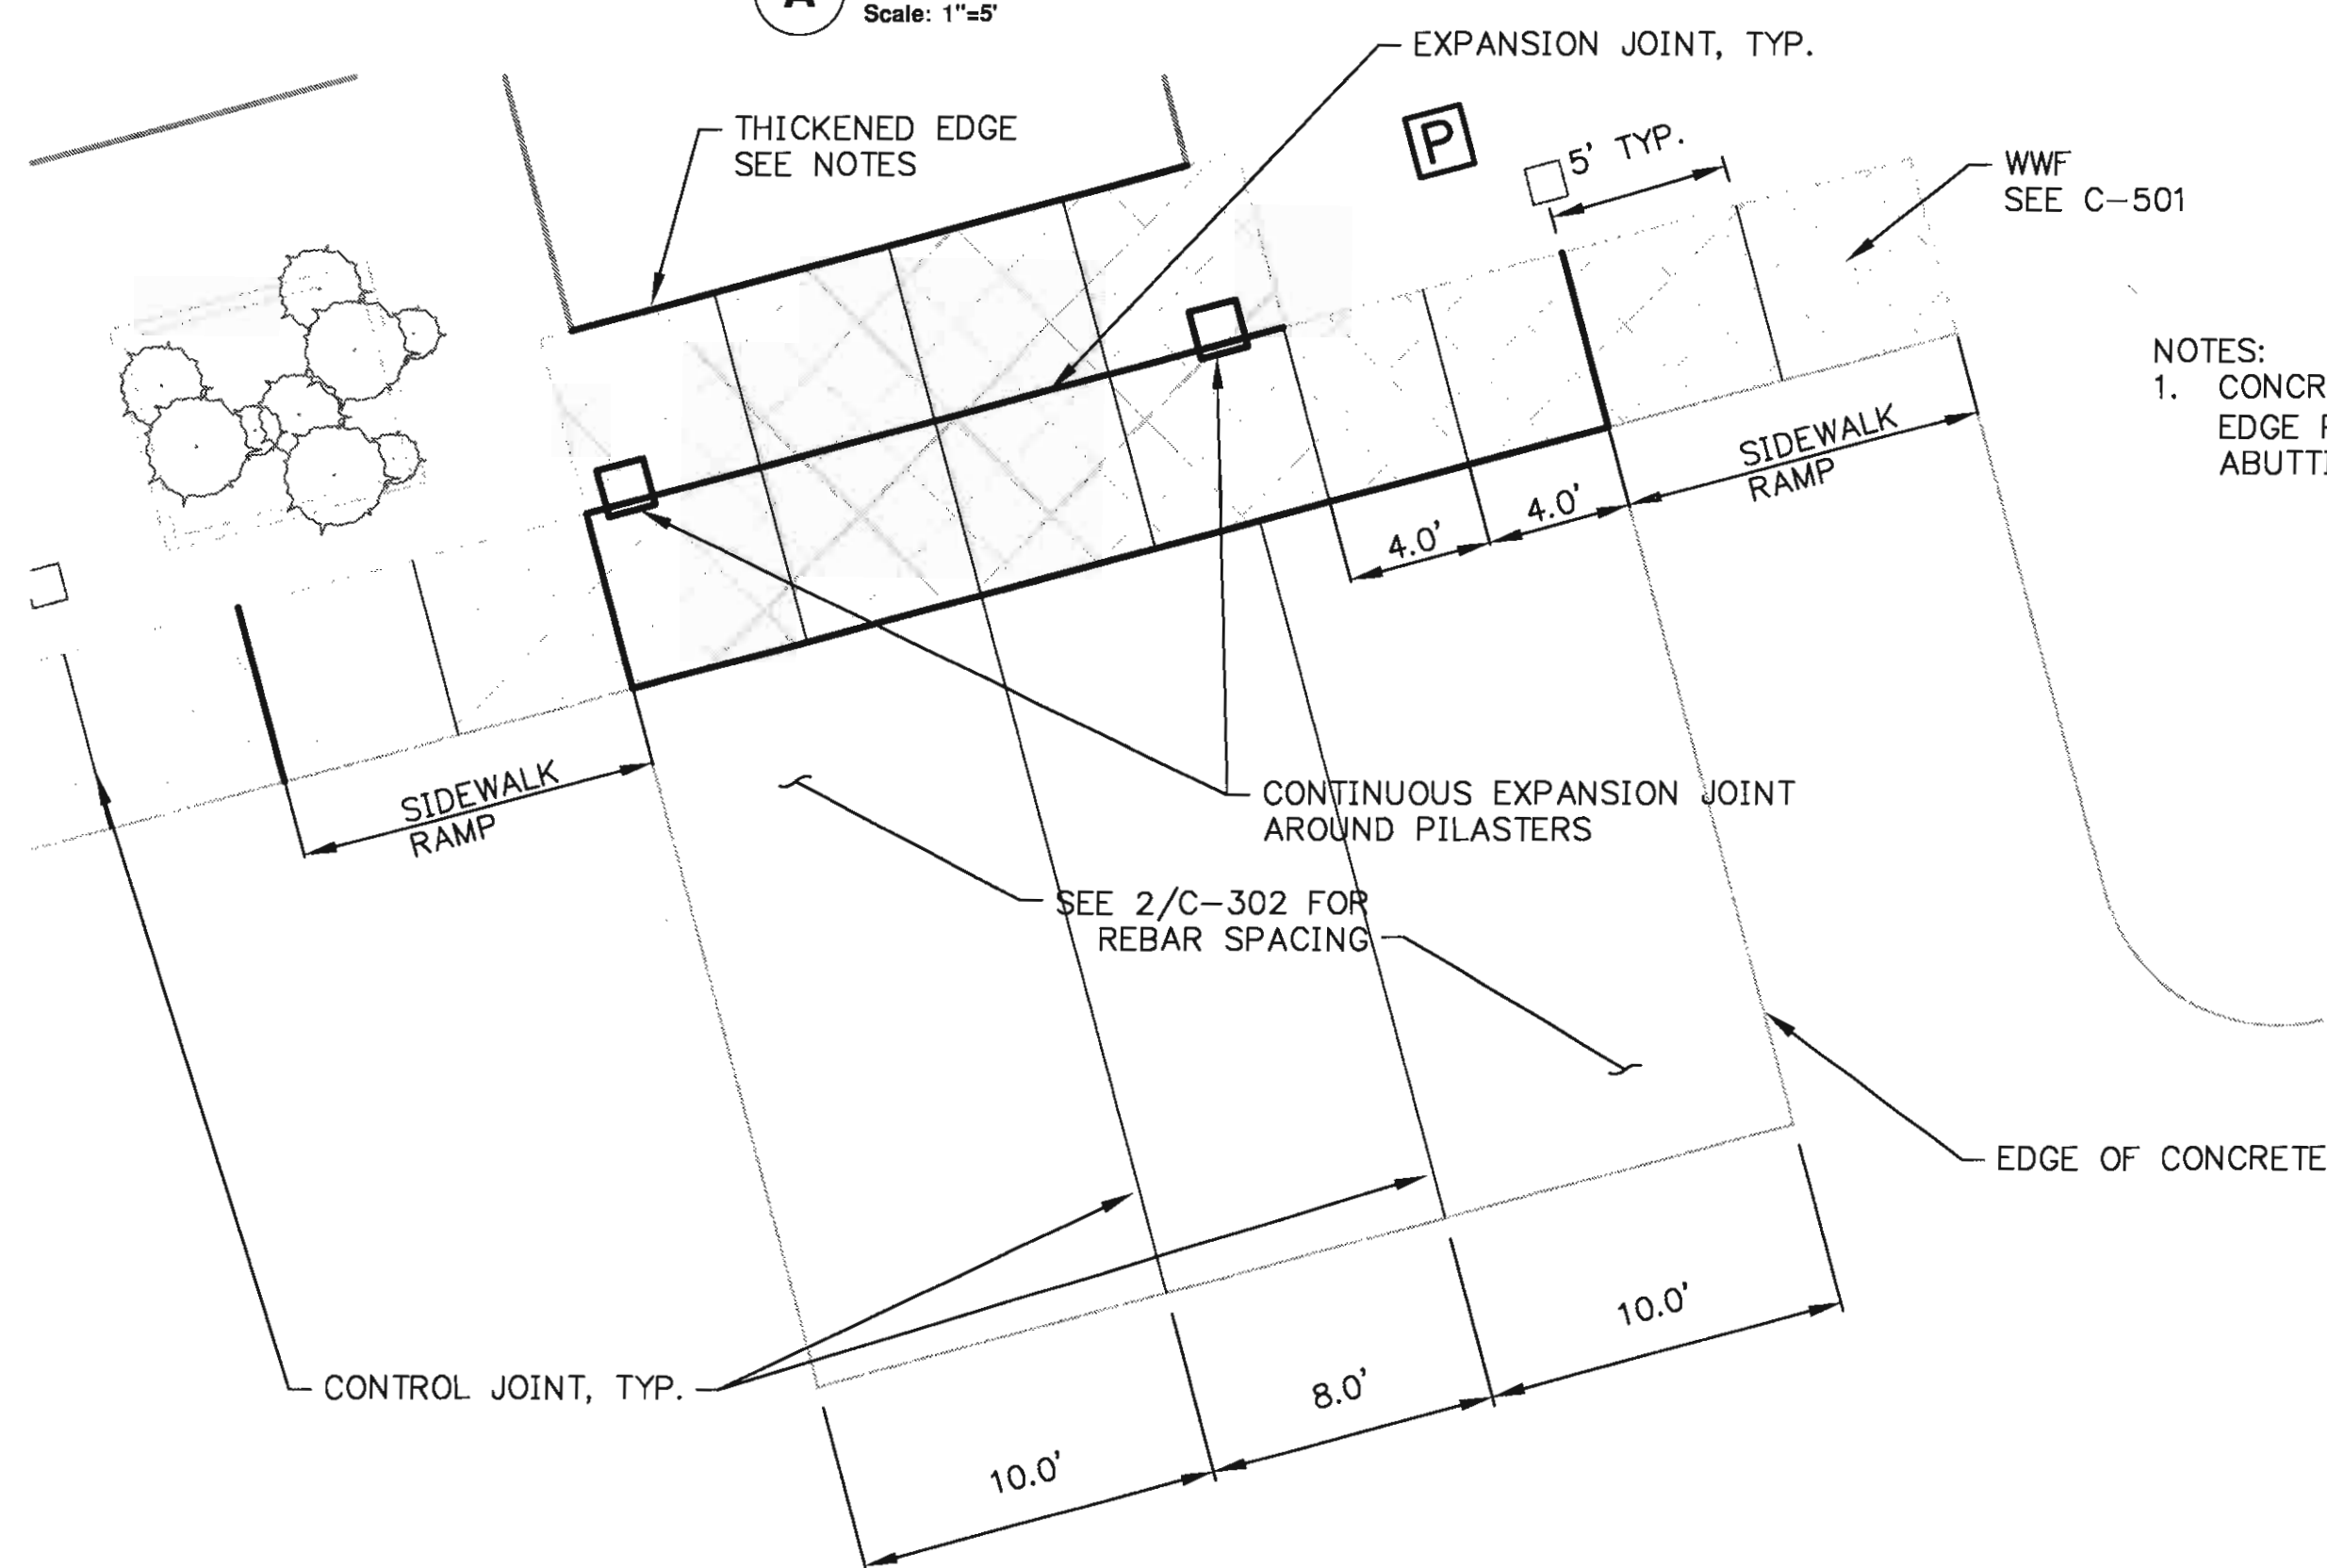 A
Scale: 1"=5'
EXPANSION JOINT, TYP.
THICKENED EDGE
SEE NOTES
P
5' TYP.
WWF
SEE C-501
NOTES:
1. CONCR
EDGE
ABUTT
SIDEWALK
RAMP
4.0'
4.0'
SIDEWALK
RAMP
CONTINUOUS EXPANSION JOINT
AROUND PILASTERS
SEE 2/C-302 FOR
REBAR SPACING
EDGE OF CONCRETE
CONTROL JOINT, TYP.
10.0'
8.0'
10.0'